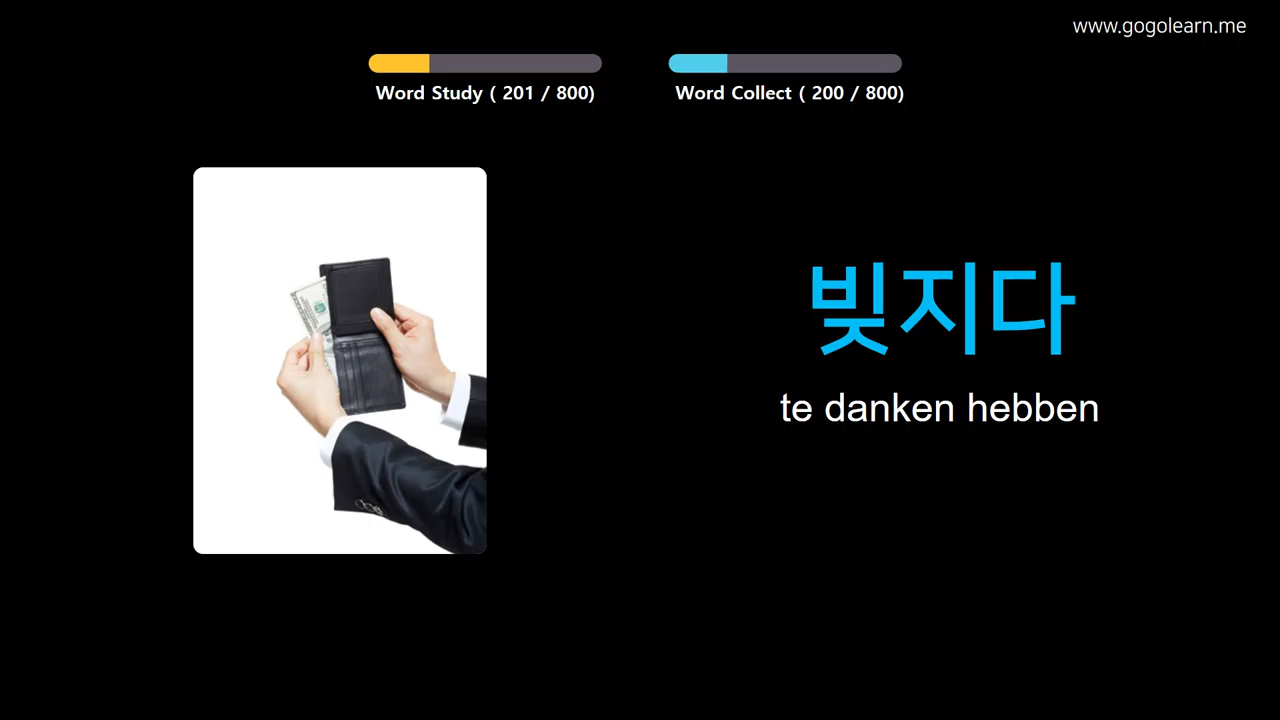 www.gogolearn.me
Word Study ( 201 / 800)
Word Collect ( 200 / 800)
빚지다
te danken hebben